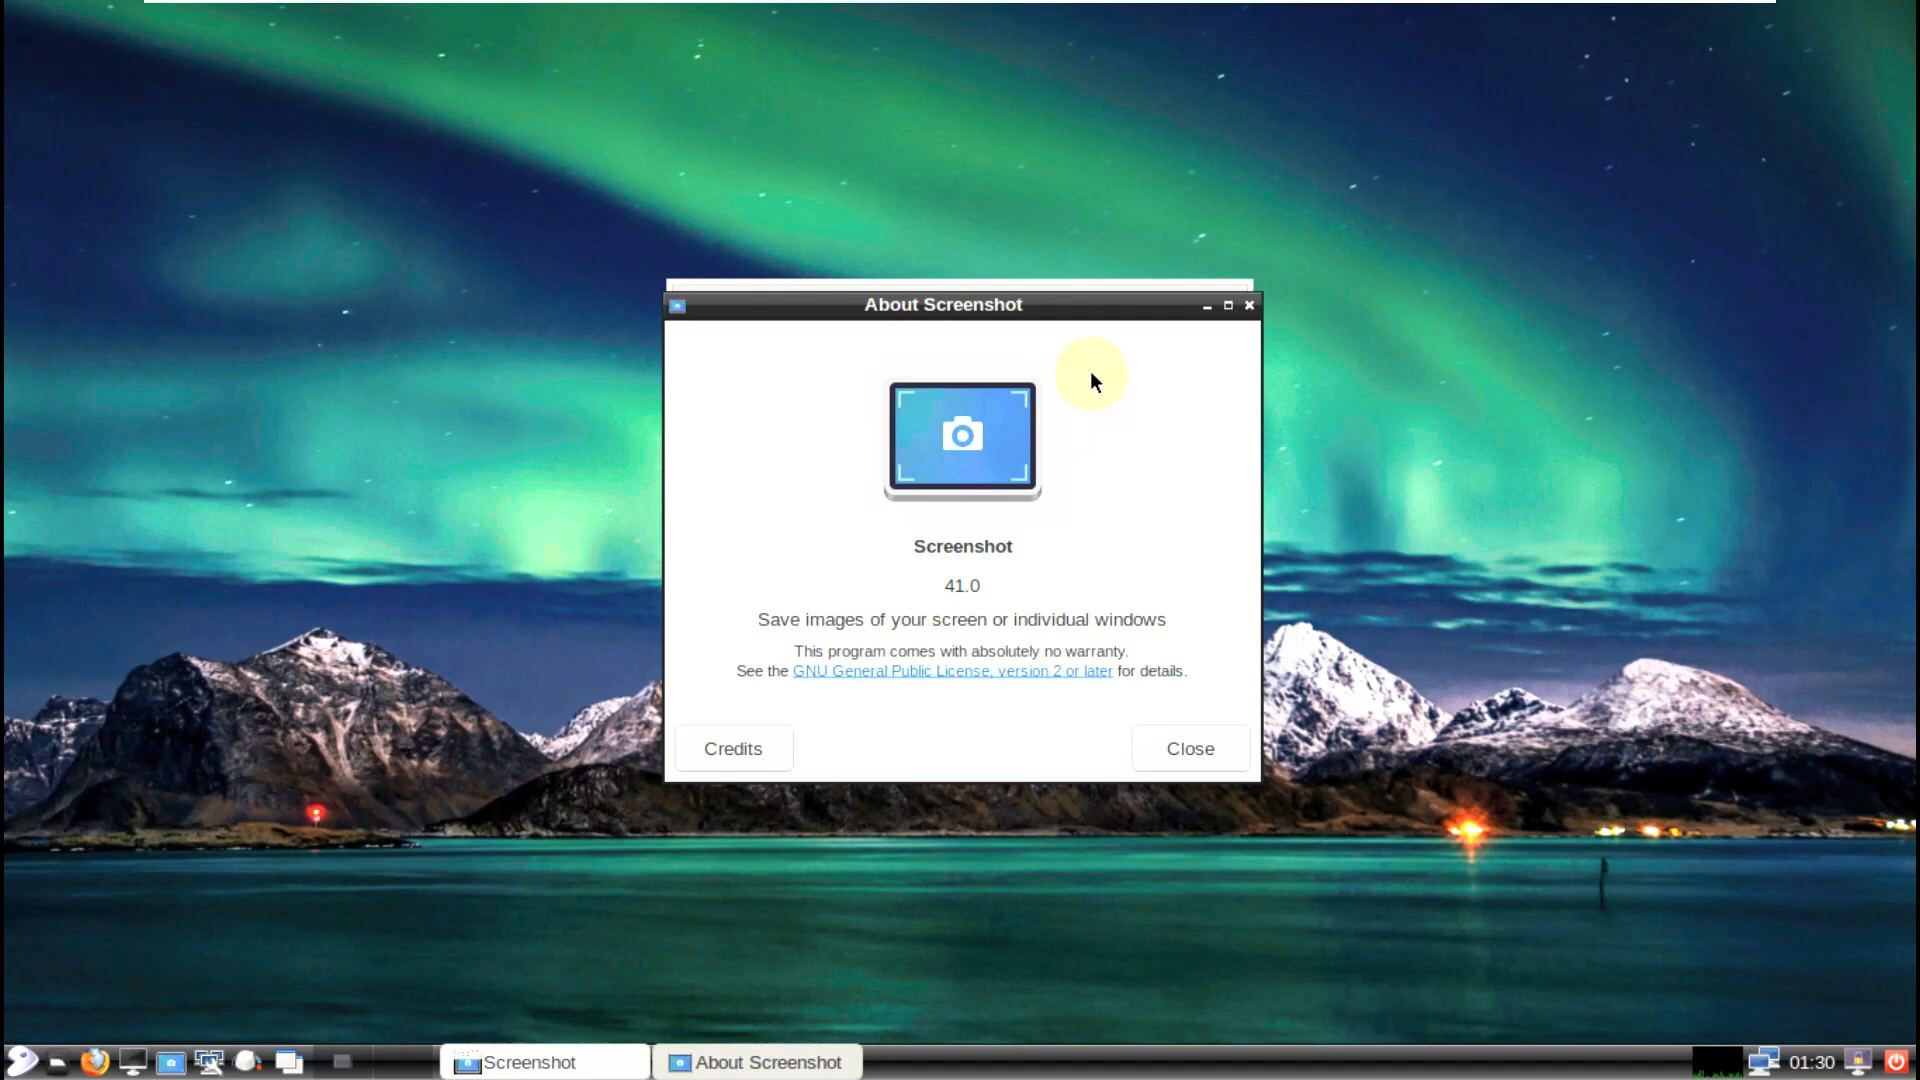 About Screenshot
Screenshot
41.0
Save images of your screen or individual windows
This program comes with absolutely no warranty.
See the GNU General Public License, version 2 or later for details.
Credits
Close
Screenshot
About Screenshot
01:30